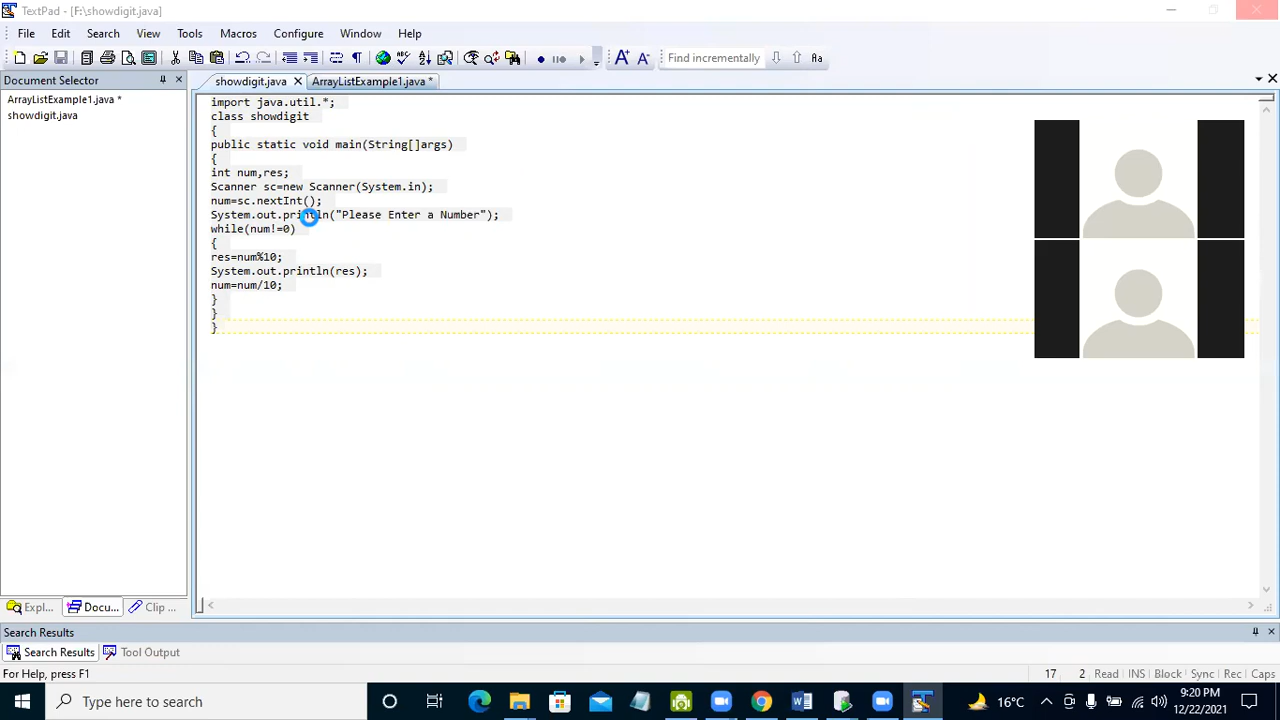 TextPad - [F:\showdigit.java]
File Edit Search View Tools Macros Configure Window Help
Find incrementally Aa
Document Selector
showdigit.java ArrayListExample1.java *
ArrayListExample1.java *
showdigit.java
import java.util.*;
class showdigit
{
public static void main(String[]args)
{
int num,res;
Scanner sc=new Scanner(System.in);
num=sc.nextInt();
System.out.println("Please Enter a Number");
while(num!=0)
{
res=num%10;
System.out.println(res);
num=num/10;
}
}
}
Expl... Docu... Clip ...
Search Results
Search Results Tool Output
For Help, press F1 17 2 Read INS Block Sync Rec Caps
Type here to search 16°C 9:20 PM
12/22/2021